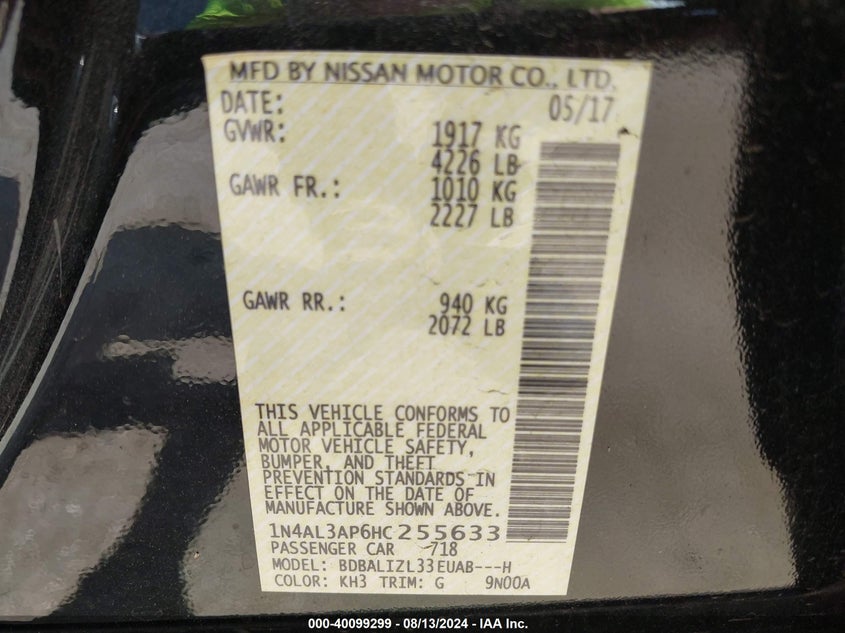 MFD BY NISSAN MOTOR CO., LTD.
DATE: 05/17
GVWR: 1917 KG
4226 LB
GAWR FR.: 1010 KG
2227 LB
GAWR RR.: 940 KG
2072 LB
THIS VEHICLE CONFORMS TO
ALL APPLICABLE FEDERAL
MOTOR VEHICLE SAFETY,
BUMPER, AND THEFT
PREVENTION STANDARDS IN
EFFECT ON THE DATE OF
MANUFACTURE SHOWN ABOVE.
1N4AL3AP6HC255633
PASSENGER CAR 718
MODEL: BDBALIZL33EUAB---H
COLOR: KH3 TRIM: G 9N00A
000-40099299 - 08/13/2024 - IAA Inc.